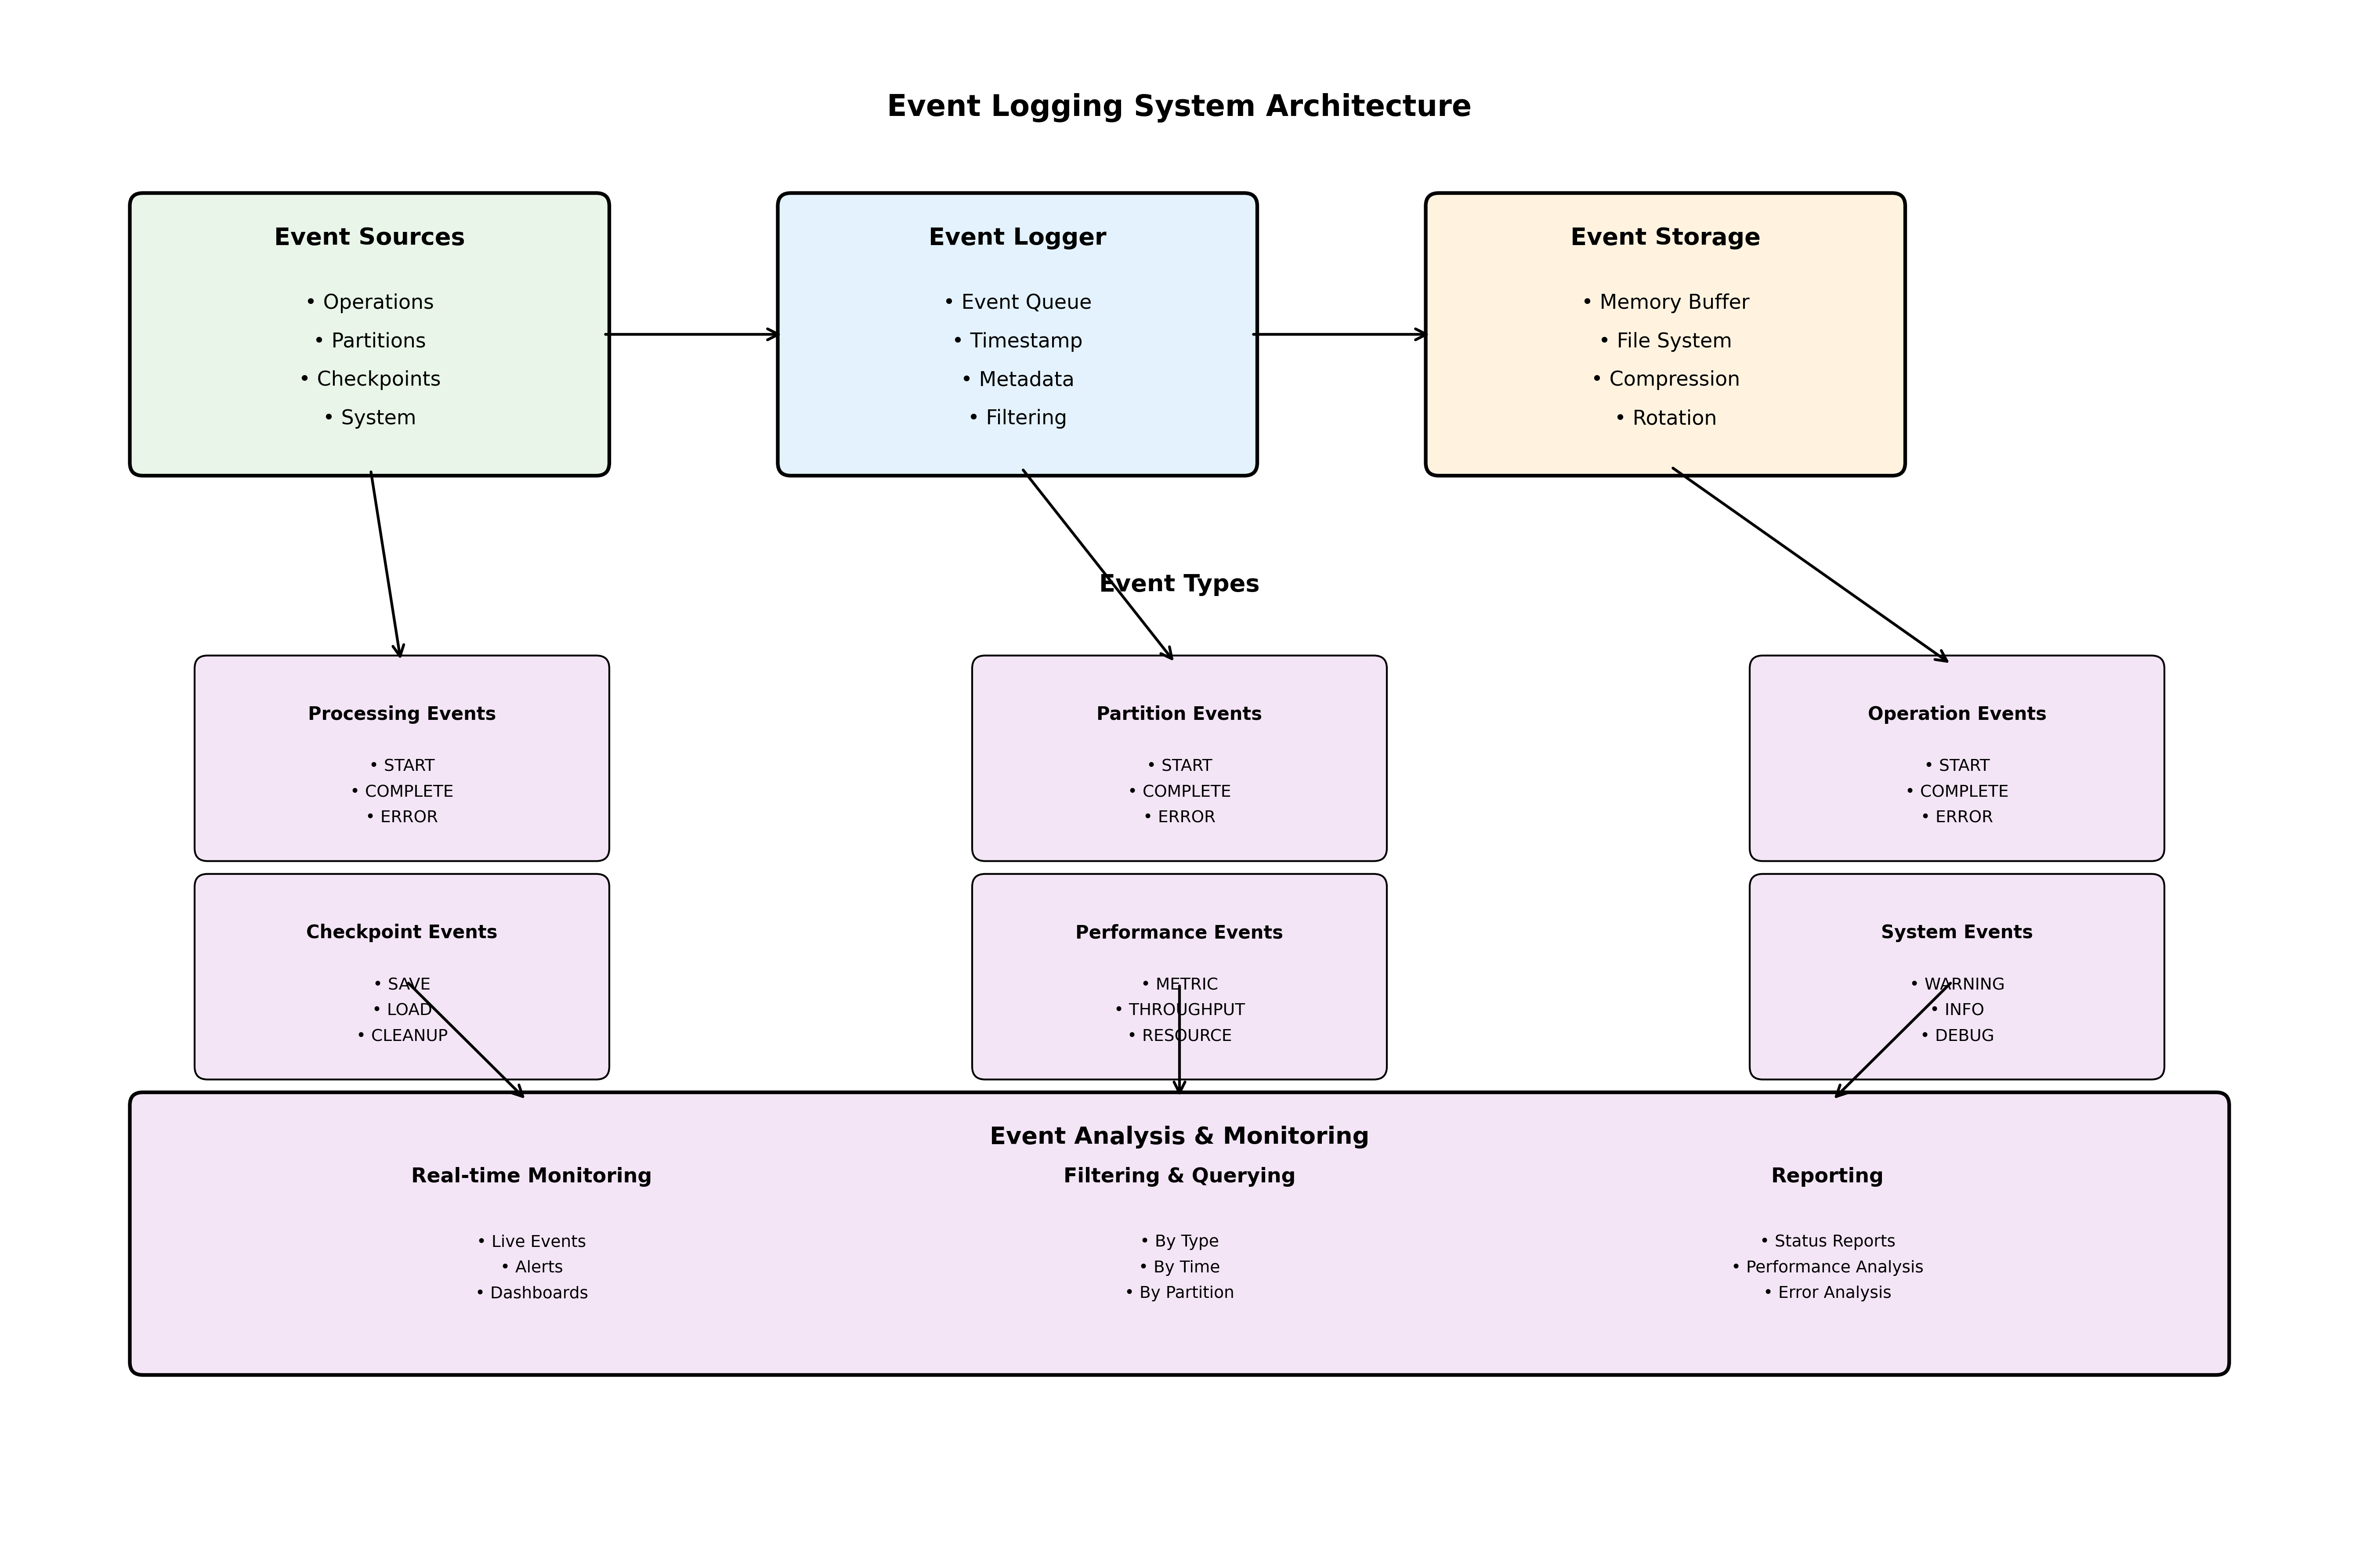 Event Logging System Architecture
Event Sources
• Operations
• Partitions
• Checkpoints
• System
Event Logger
• Event Queue
• Timestamp
• Metadata
• Filtering
Event Storage
• Memory Buffer
• File System
• Compression
• Rotation
Event Types
Processing Events
• START
• COMPLETE
• ERROR
Partition Events
• START
• COMPLETE
• ERROR
Operation Events
• START
• COMPLETE
• ERROR
Checkpoint Events
• SAVE
• LOAD
• CLEANUP
Performance Events
• METRIC
• THROUGHPUT
• RESOURCE
System Events
• WARNING
• INFO
• DEBUG
Event Analysis & Monitoring
Real-time Monitoring
• Live Events
• Alerts
• Dashboards
Filtering & Querying
• By Type
• By Time
• By Partition
Reporting
• Status Reports
• Performance Analysis
• Error Analysis